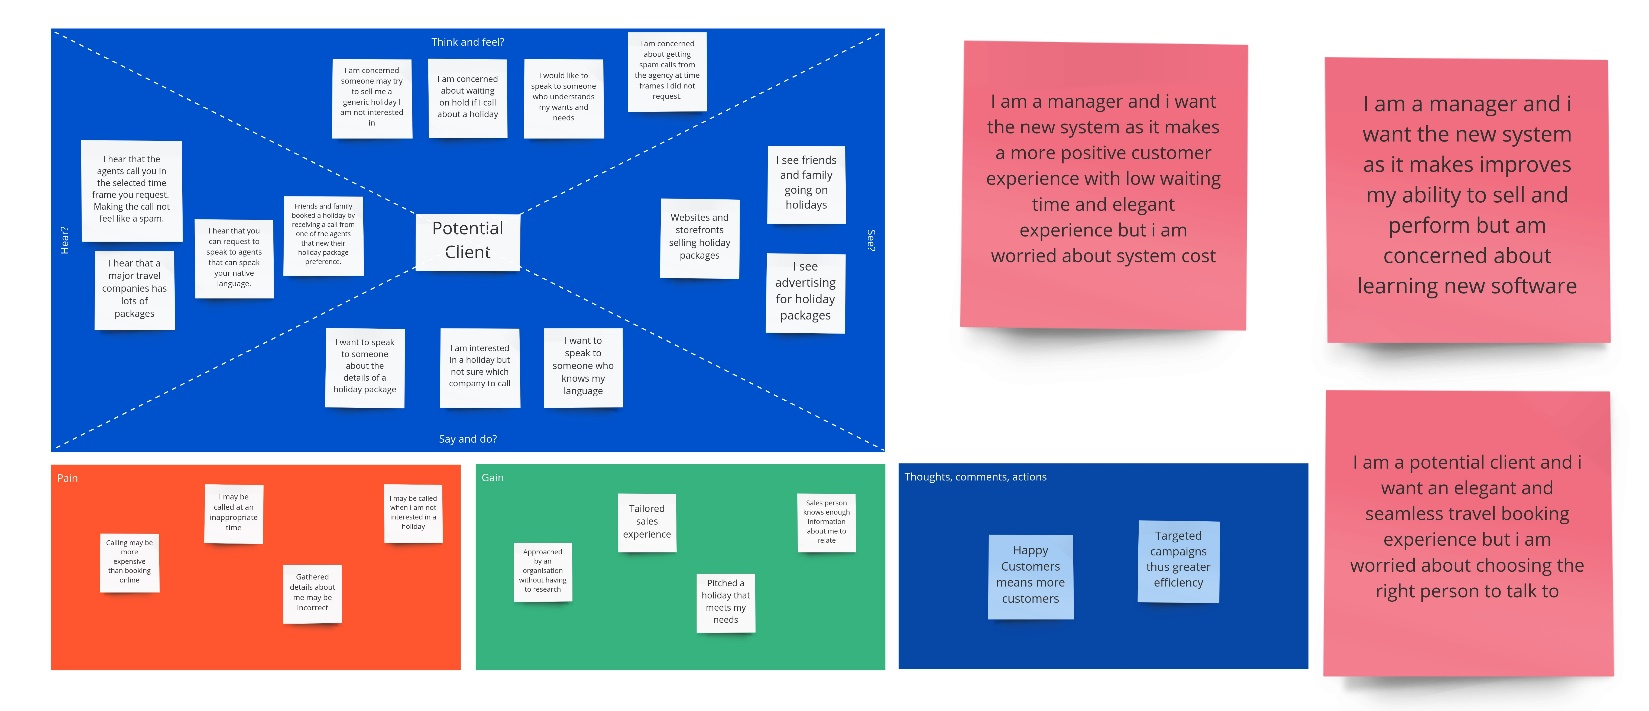 Think and feel?
I am concerned
someone may try
to sell me a
generic holiday I
am not interested
in
I am concerned
about waiting
on hold if I call
about a holiday
I would like to
speak to someone
who understands
my wants and
needs
I am concerned
about getting
spam calls from
the agency at time
frames I did not
request.
Hear?
I hear that the
agents call you in
the selected time
frame you request.
Making the call not
feel like a spam.
I hear that a
major travel
companies has
lots of
packages
I hear that you
can request to
speak to agents
that can speak
your native
language.
Friends and family
booked a holiday by
receiving a call from
one of the agents
that new their
holiday package
preference.
Potential
Client
Websites and
storefronts
selling holiday
packages
I see friends
and family
going on
holidays
I see
advertising
for holiday
packages
See?
I want to speak
to someone
about the
details of a
holiday package
I am interested
in a holiday but
not sure which
company to call
I want to
speak to
someone who
knows my
language
Say and do?
Pain
Calling may be
more
expensive
than booking
online
I may be
called at an
inappropriate
time
Gathered
details about
me may be
incorrect
I may be called
when I am not
interested in a
holiday
Gain
Approached
by an
organisation
without having
to research
Tailored
sales
experience
Pitched a
holiday that
meets my
needs
Sales person
knows enough
information
about me to
relate
Thoughts, comments, actions
Happy
Customers
means more
customers
Targeted
campaigns
thus greater
efficiency
I am a manager and i want
the new system as it makes
a more positive customer
experience with low waiting
time and elegant
experience but i am
worried about system cost
I am a manager and i
want the new system
as it makes improves
my ability to sell and
perform but am
concerned about
learning new software
I am a potential client and i
want an elegant and
seamless travel booking
experience but i am
worried about choosing the
right person to talk to